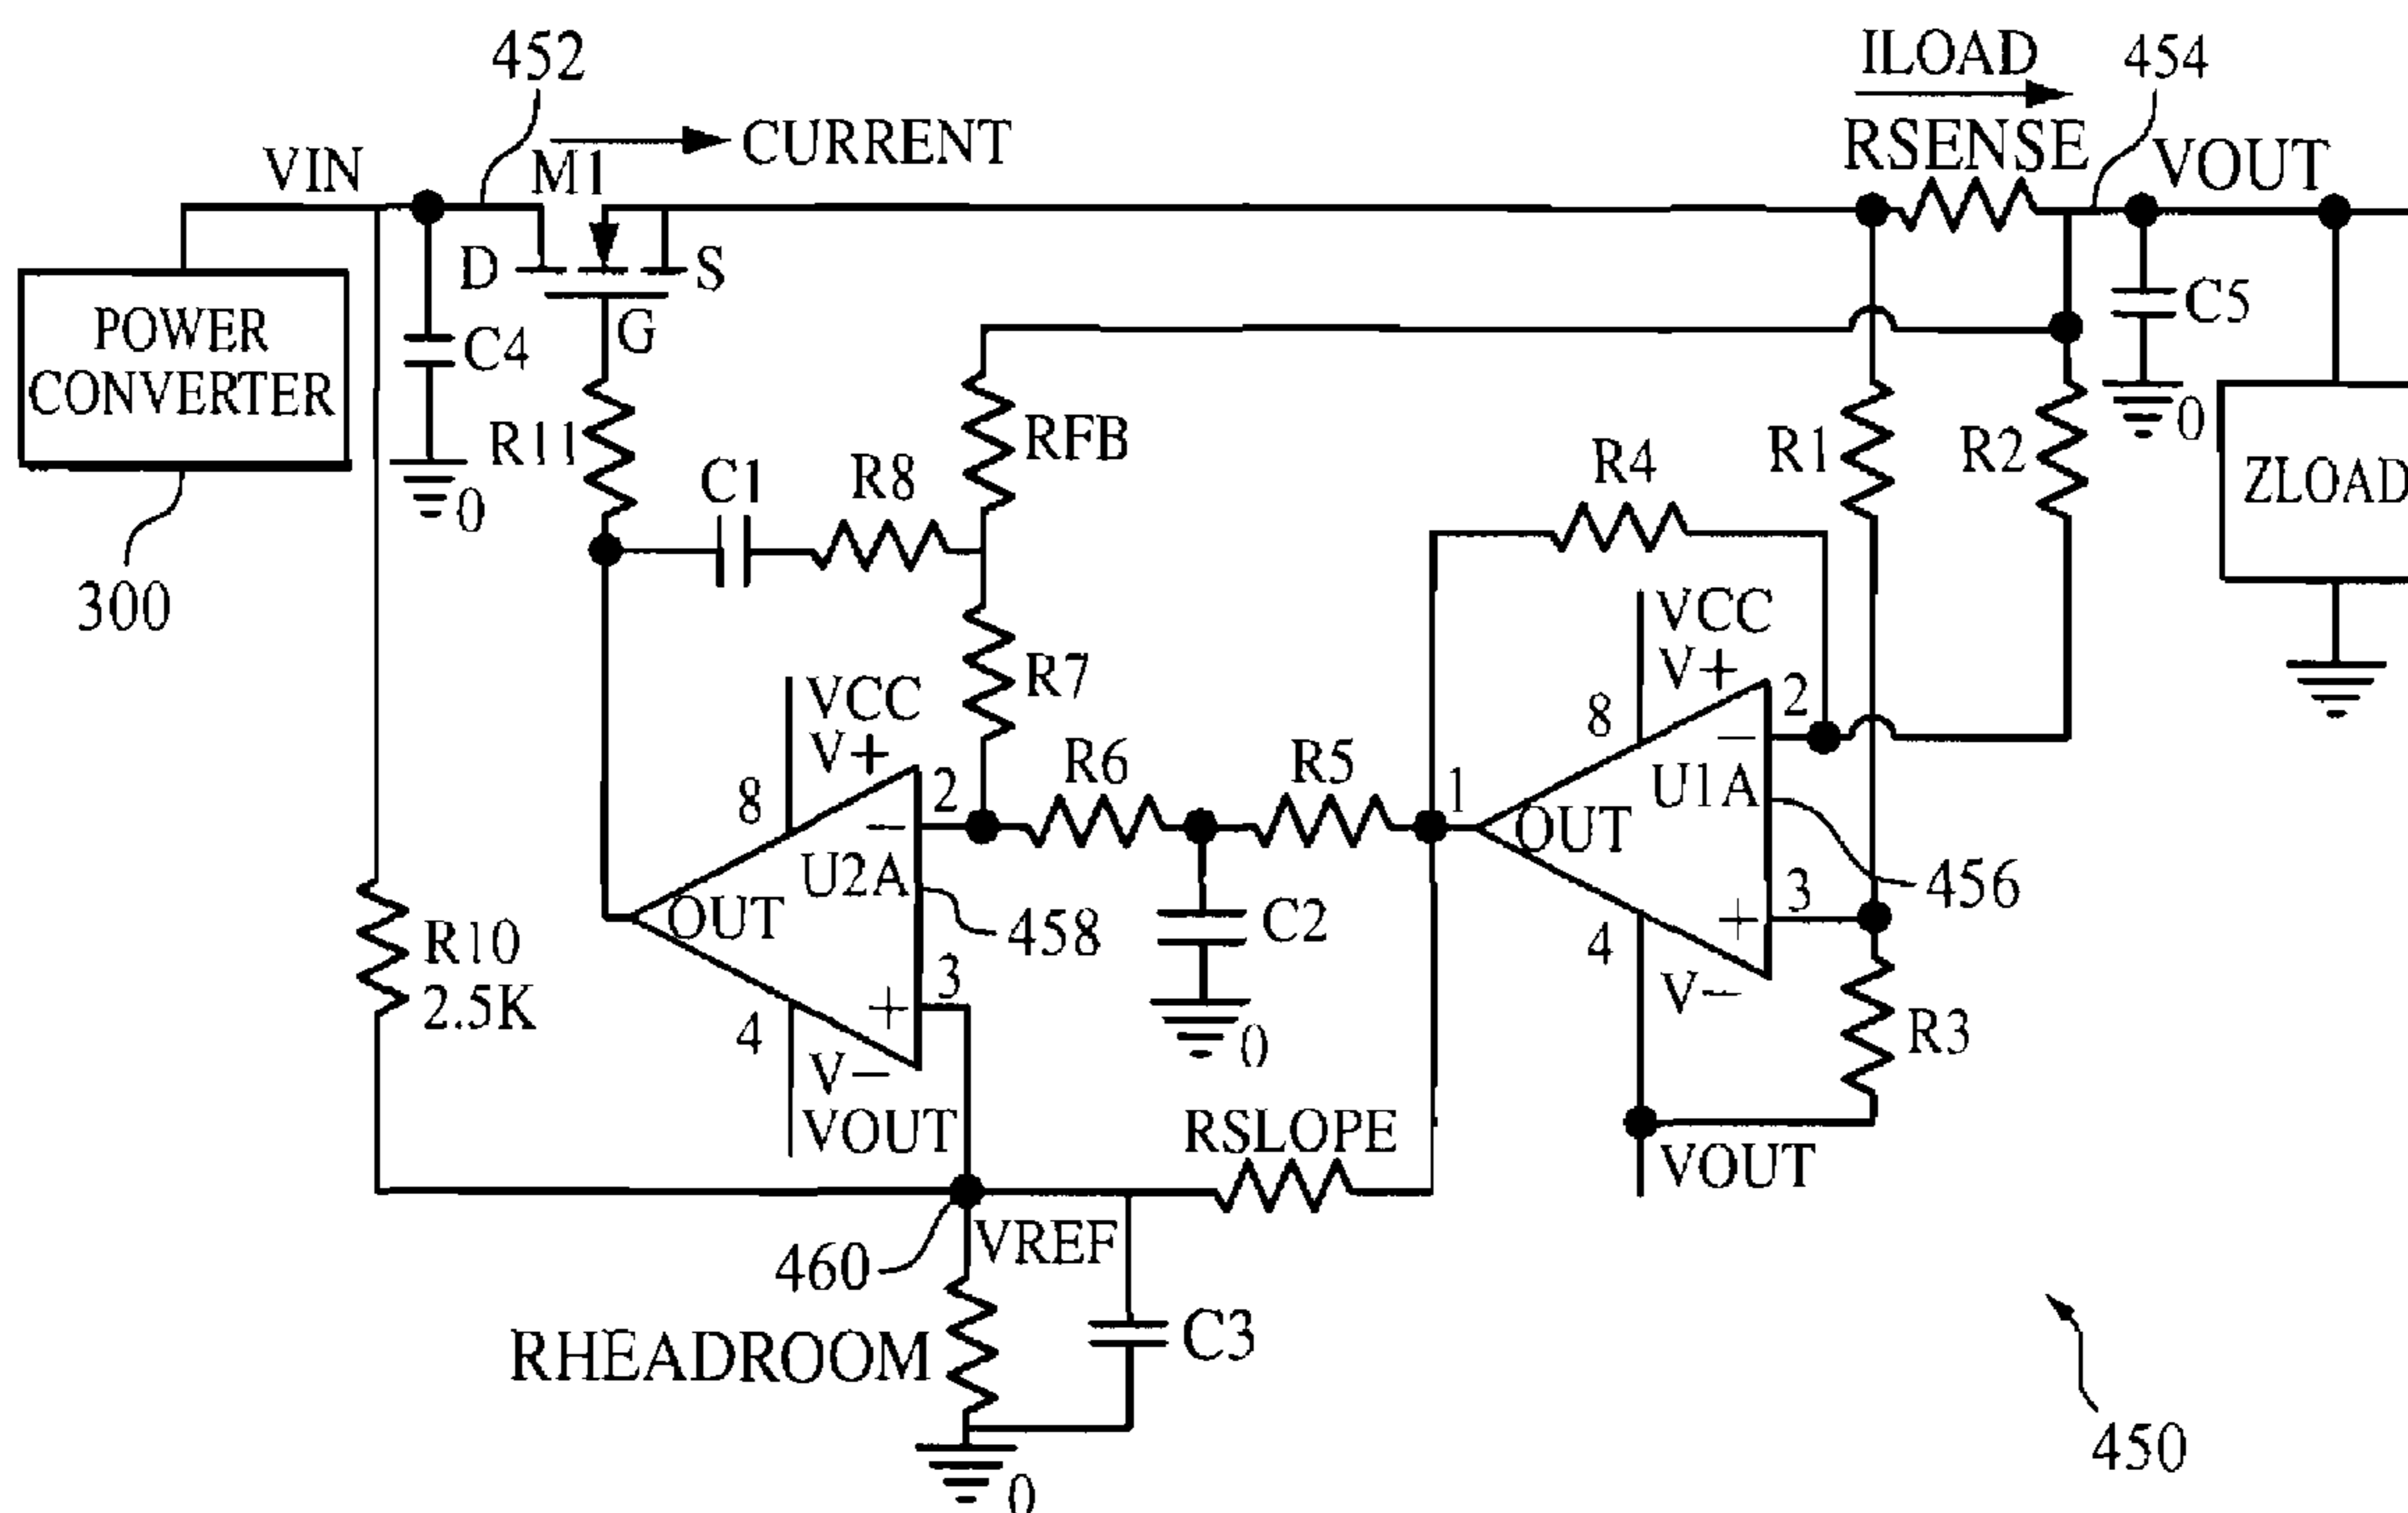 452
ILOAD
454
VIN
M1
CURRENT
RSENSE
VOUT
D
S
G
POWER
CONVERTER
C4
0
300
R11
C1
R8
RFB
R4
R1
R2
C5
0
ZLOAD
VCC
V+
8
2
R7
R6
R5
1
VCC
V+
8
2
−
U1A
OUT
456
3
+
4
V−
−
U2A
OUT
458
3
+
4
V−
VOUT
C2
0
R3
VOUT
R10
2.5K
RSLOPE
VREF
460
RHEADROOM
C3
0
450